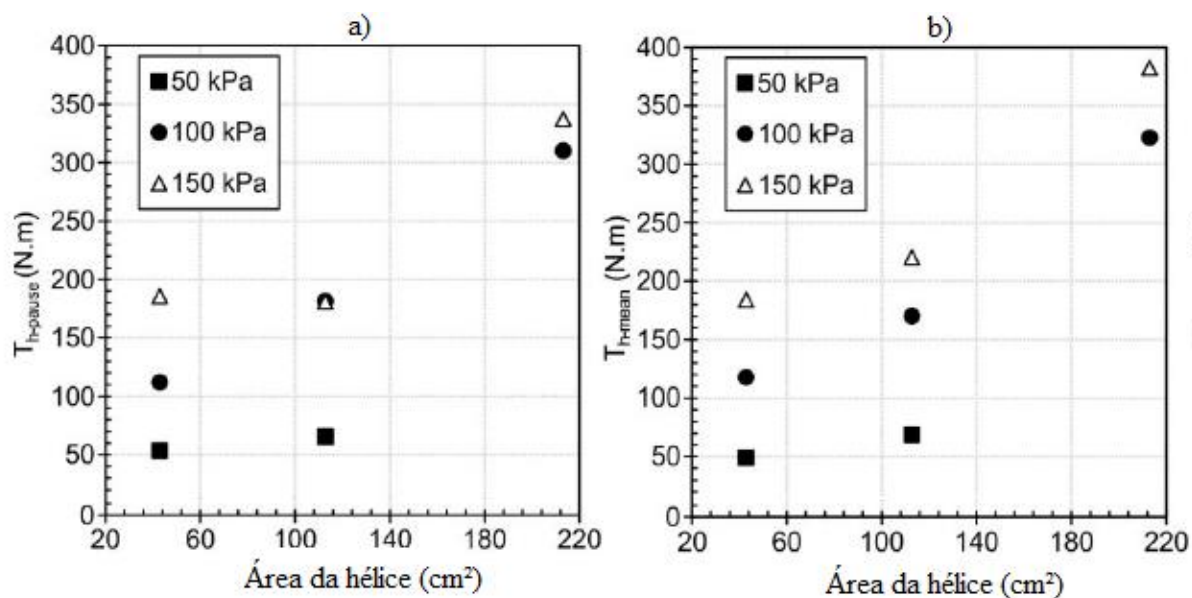 a)
400
350
300
250
200
150
100
50
0
T_h-pause (N.m)
50 kPa
100 kPa
150 kPa
20 60 100 140 180 220
Área da hélice (cm²)
b)
400
350
300
250
200
150
100
50
0
T_h-mean (N.m)
50 kPa
100 kPa
150 kPa
20 60 100 140 180 220
Área da hélice (cm²)